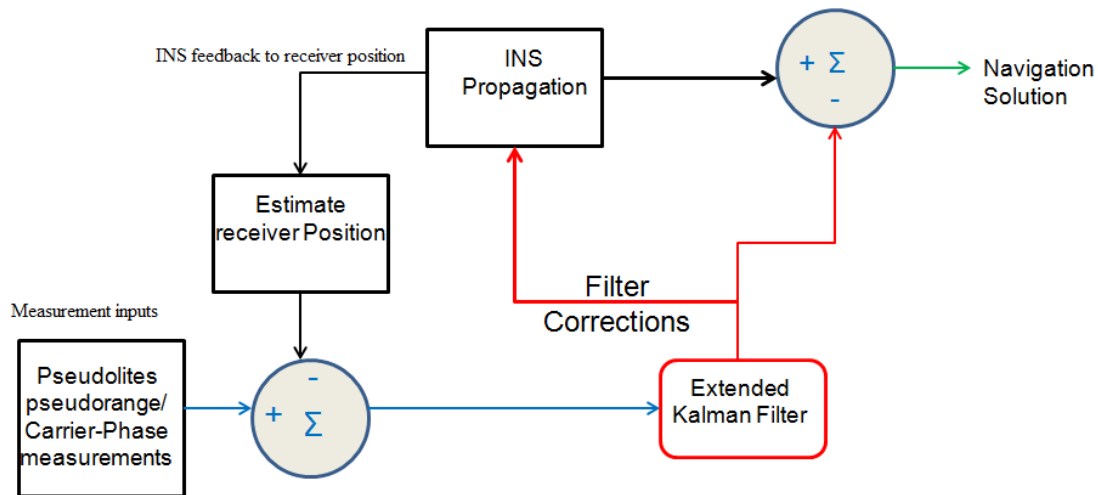 INS feedback to receiver position
INS
Propagation
+ Σ
-
Navigation
Solution
Estimate
receiver Position
Filter
Corrections
Measurement inputs
Pseudolites
pseudorange/
Carrier-Phase
measurements
-
+ Σ
Extended
Kalman Filter